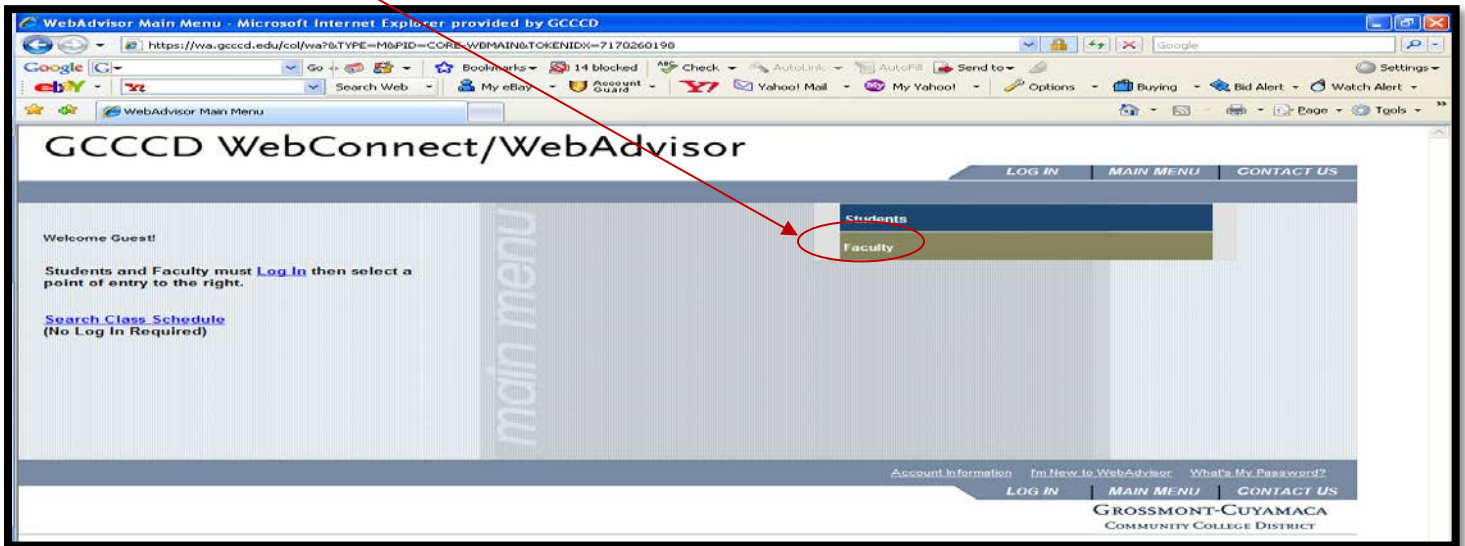 WebAdvisor Main Menu - Microsoft Internet Explorer provided by GCCCD
https://wa.gcccd.edu/col/wa?&TYPE=M&PID=CORE-WBMAIN&TOKENIDX=7170260198 Google
Google G Go Bookmarks 14 blocked ABC Check AutoLink AutoFill Send to Settings
ebY Search Web My eBay Account Guard Y7 Yahoo! Mail My Yahoo! Options Buying Bid Alert Watch Alert
WebAdvisor Main Menu Page Tools
GCCCD WebConnect/WebAdvisor
LOG IN MAIN MENU CONTACT US
Students
Faculty
Welcome Guest!
Students and Faculty must Log In then select a
point of entry to the right.
Search Class Schedule
(No Log In Required)
main menu
Account Information I'm New to WebAdvisor What's My Password?
LOG IN MAIN MENU CONTACT US
GROSSMONT-CUYAMACA
COMMUNITY COLLEGE DISTRICT